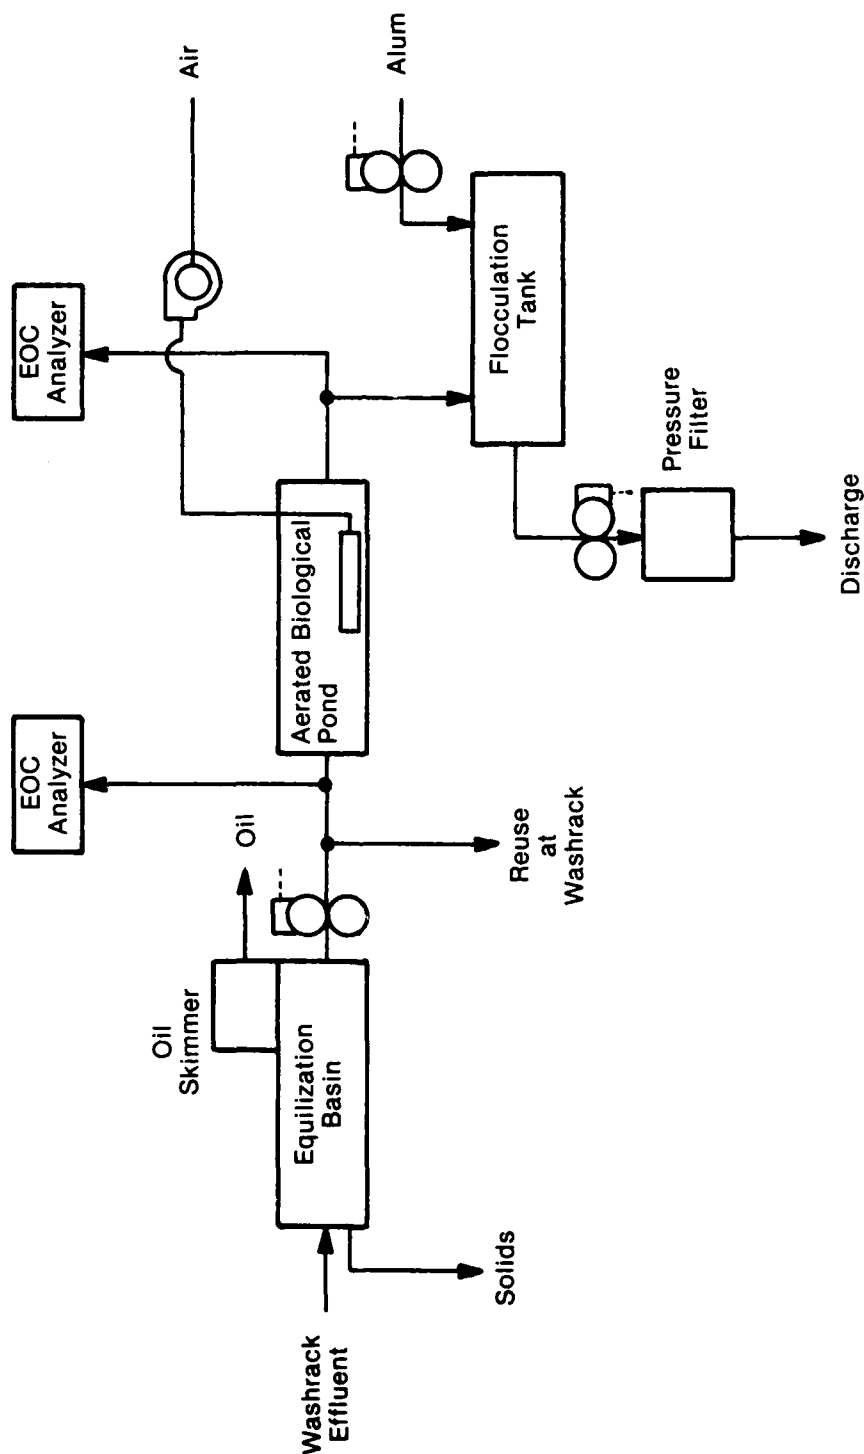 Washrack
Effluent
Solids
Equilization
Basin
Oil
Skimmer
Oil
Reuse
at
Washrack
EOC
Analyzer
Aerated Biological
Pond
EOC
Analyzer
Air
Alum
Flocculation
Tank
Pressure
Filter
Discharge